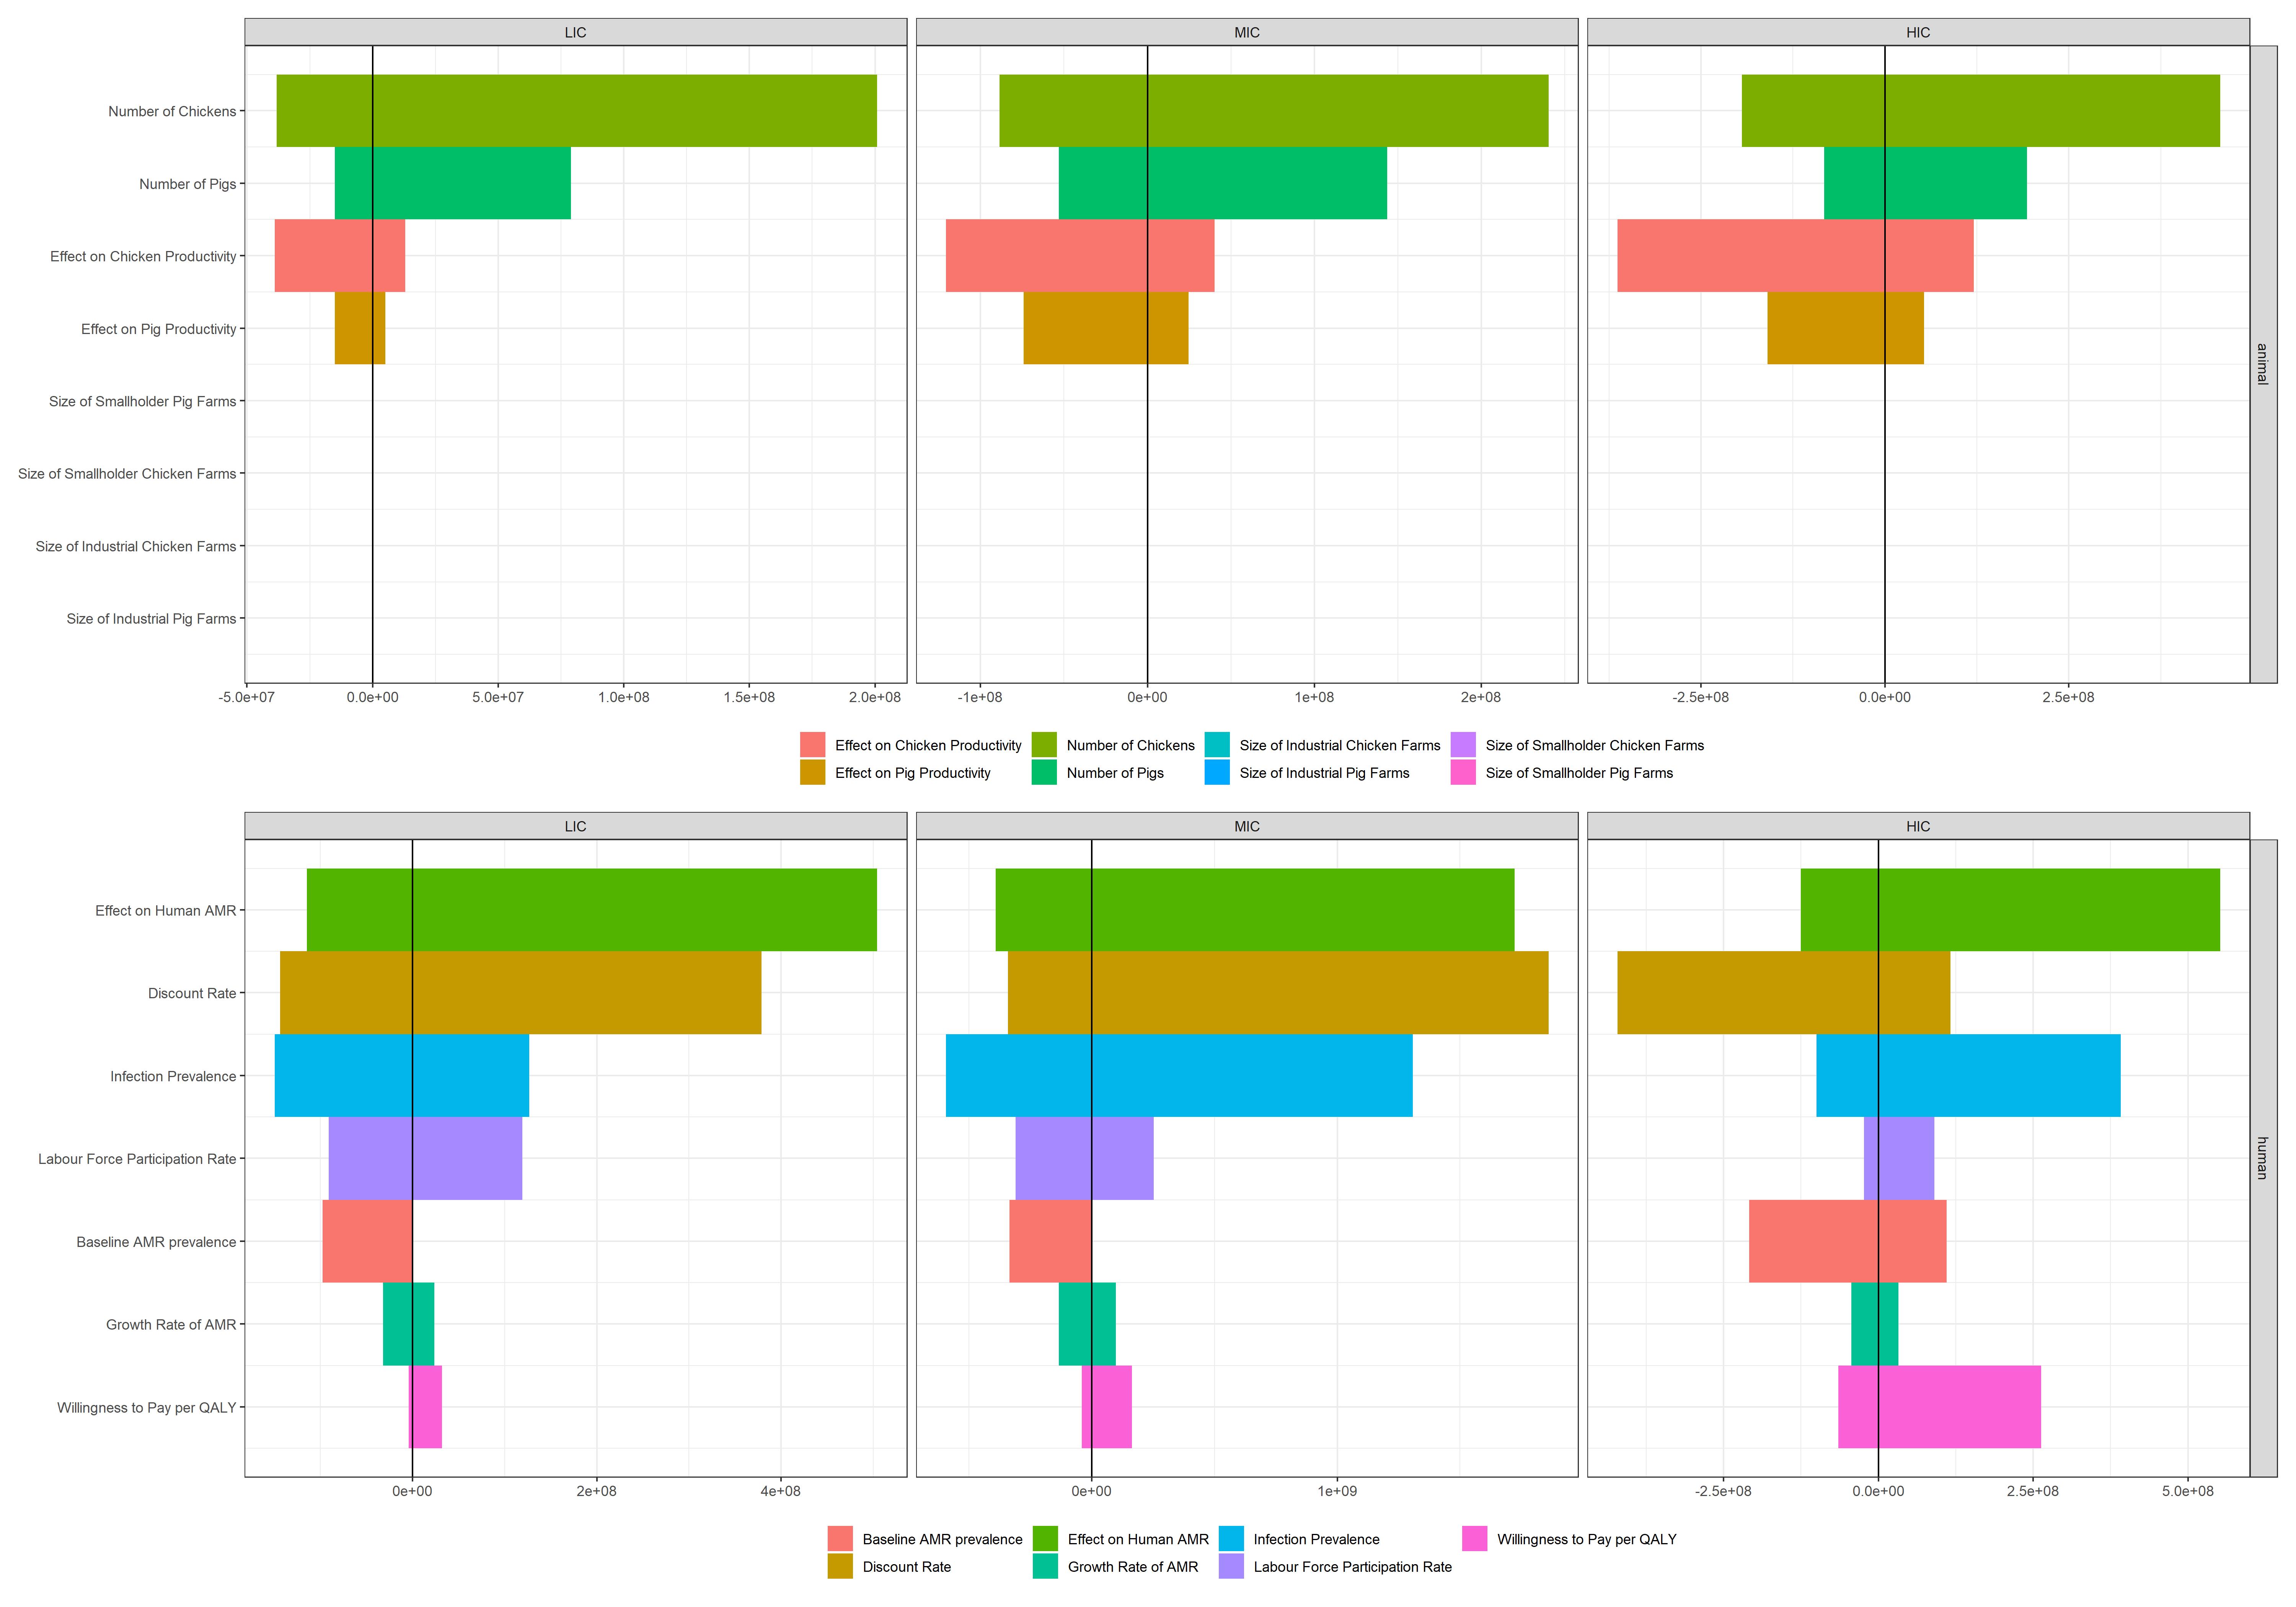 LIC MIC HIC
Number of Chickens
Number of Pigs
Effect on Chicken Productivity
Effect on Pig Productivity
Size of Smallholder Pig Farms
Size of Smallholder Chicken Farms
Size of Industrial Chicken Farms
Size of Industrial Pig Farms
animal
-5.0e+07 0.0e+00 5.0e+07 1.0e+08 1.5e+08 2.0e+08 -1e+08 0e+00 1e+08 2e+08 -2.5e+08 0.0e+00 2.5e+08
Effect on Chicken Productivity Number of Chickens Size of Industrial Chicken Farms Size of Smallholder Chicken Farms
Effect on Pig Productivity Number of Pigs Size of Industrial Pig Farms Size of Smallholder Pig Farms
LIC MIC HIC
Effect on Human AMR
Discount Rate
Infection Prevalence
Labour Force Participation Rate
Baseline AMR prevalence
Growth Rate of AMR
Willingness to Pay per QALY
human
0e+00 2e+08 4e+08 0e+00 1e+09 -2.5e+08 0.0e+00 2.5e+08 5.0e+08
Baseline AMR prevalence Effect on Human AMR Infection Prevalence Willingness to Pay per QALY
Discount Rate Growth Rate of AMR Labour Force Participation Rate